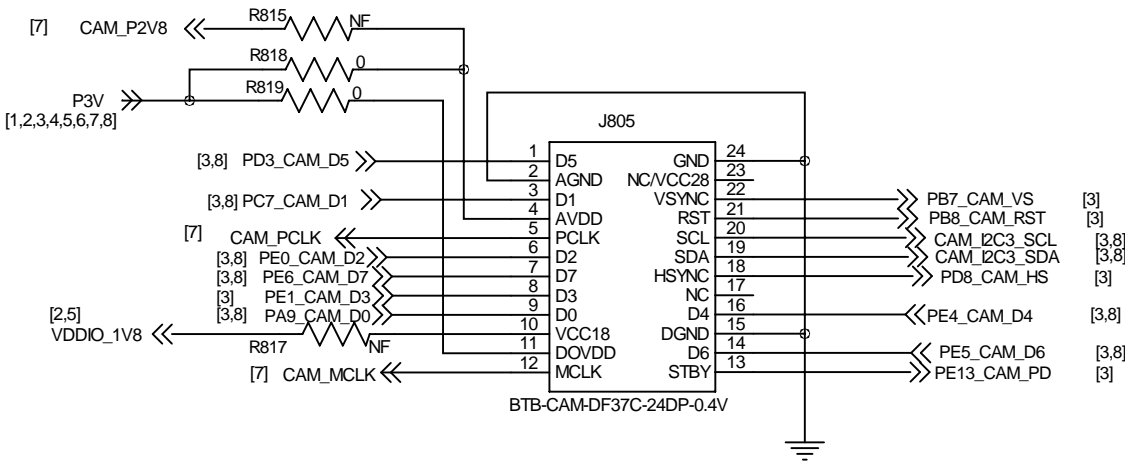 R815
[7] CAM_P2V8 NF
R818
0
R819
P3V 0
[1,2,3,4,5,6,7,8]
J805
[3,8] PD3_CAM_D5 1 D5 GND 24
2 AGND NC/VCC28 23
[3,8] PC7_CAM_D1 3 D1 VSYNC 22 PB7_CAM_VS [3]
4 AVDD RST 21 PB8_CAM_RST [3]
[7] CAM_PCLK 5 PCLK SCL 20 CAM_I2C3_SCL [3,8]
[3,8] PE0_CAM_D2 6 D2 SDA 19 CAM_I2C3_SDA [3,8]
[3,8] PE6_CAM_D7 7 D7 HSYNC 18 PD8_CAM_HS [3]
[3] PE1_CAM_D3 8 D3 NC 17
[3,8] PA9_CAM_D0 9 D0 D4 16 PE4_CAM_D4 [3,8]
[2,5]
VDDIO_1V8 10 VCC18 DGND 15
R817 NF 11 DOVDD D6 14 PE5_CAM_D6 [3,8]
[7] CAM_MCLK 12 MCLK STBY 13 PE13_CAM_PD [3]
BTB-CAM-DF37C-24DP-0.4V